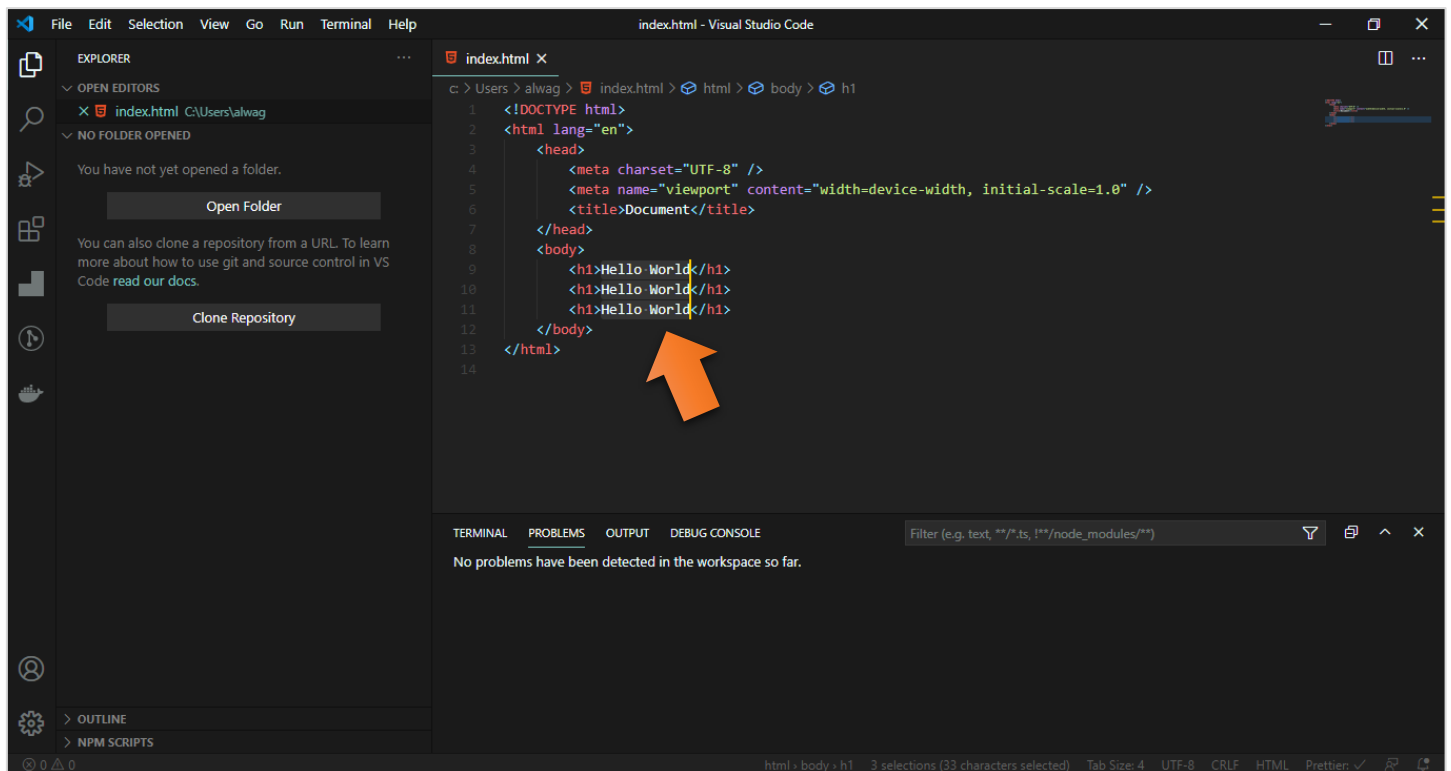 File Edit Selection View Go Run Terminal Help
index.html - Visual Studio Code
EXPLORER
OPEN EDITORS
index.html C:\Users\alwag
NO FOLDER OPENED
You have not yet opened a folder.
Open Folder
You can also clone a repository from a URL. To learn
more about how to use git and source control in VS
Code read our docs.
Clone Repository
OUTLINE
NPM SCRIPTS
index.html
c: > Users > alwag > index.html > html > body > h1
1 <!DOCTYPE html>
2 <html lang="en">
3 <head>
4 <meta charset="UTF-8" />
5 <meta name="viewport" content="width=device-width, initial-scale=1.0" />
6 <title>Document</title>
7 </head>
8 <body>
9 <h1>Hello·World</h1>
10 <h1>Hello·World</h1>
11 <h1>Hello·World</h1>
12 </body>
13 </html>
14
TERMINAL PROBLEMS OUTPUT DEBUG CONSOLE
Filter (e.g. text, **/*.ts, !**/node_modules/**)
No problems have been detected in the workspace so far.
0 0
html › body › h1 3 selections (33 characters selected) Tab Size: 4 UTF-8 CRLF HTML Prettier: ✓